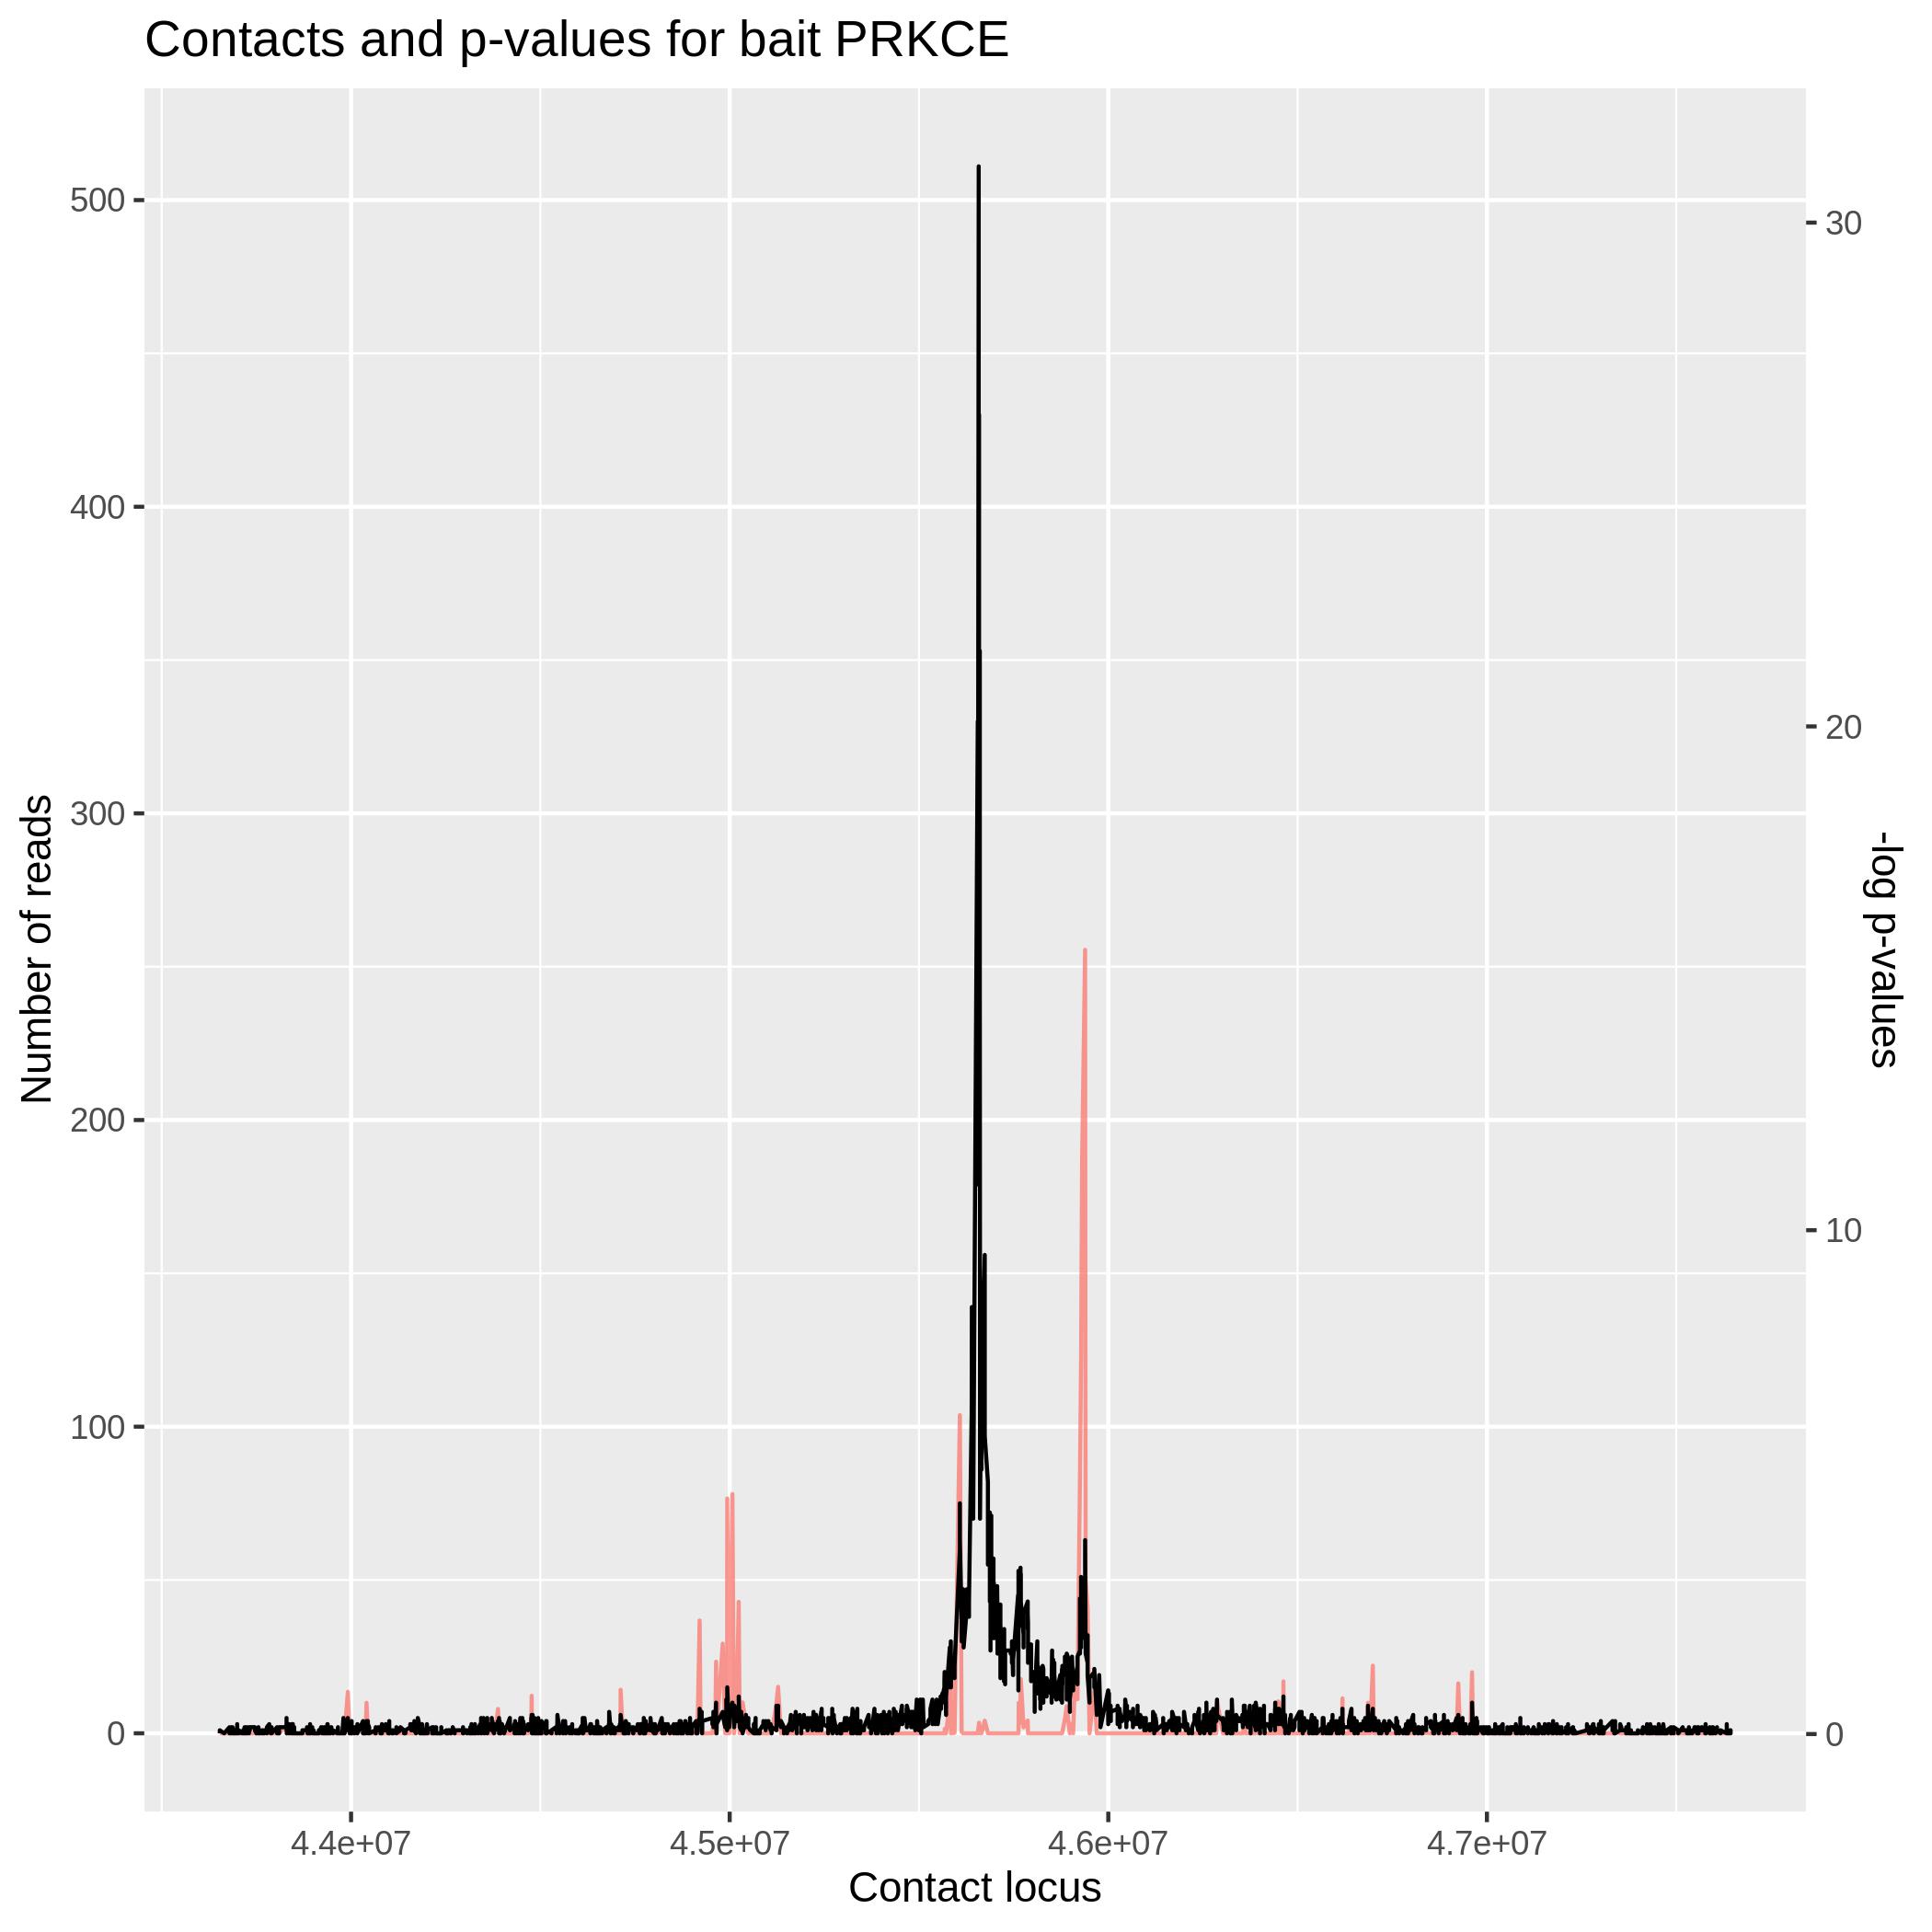 Contacts and p-values for bait PRKCE
500
400
300
200
100
0
Number of reads
30
20
10
0
-log p-values
4.4e+07 4.5e+07 4.6e+07 4.7e+07
Contact locus